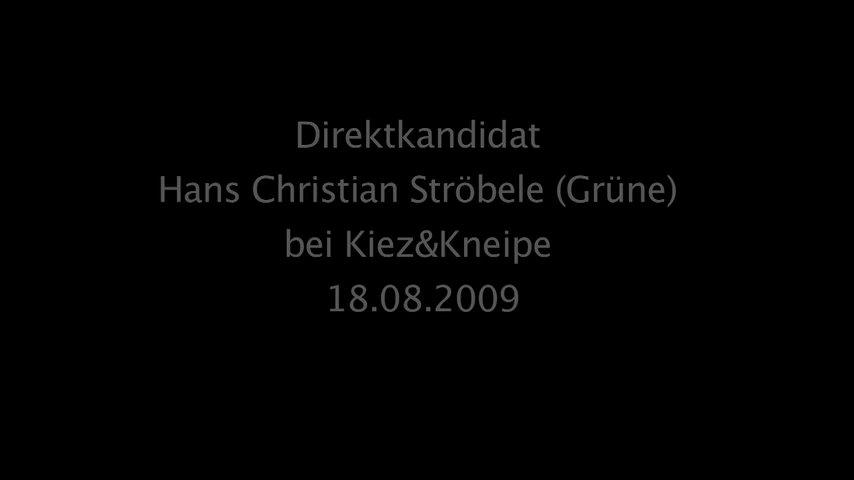 Direktkandidat
Hans Christian Ströbele (Grüne)
bei Kiez&Kneipe
18.08.2009